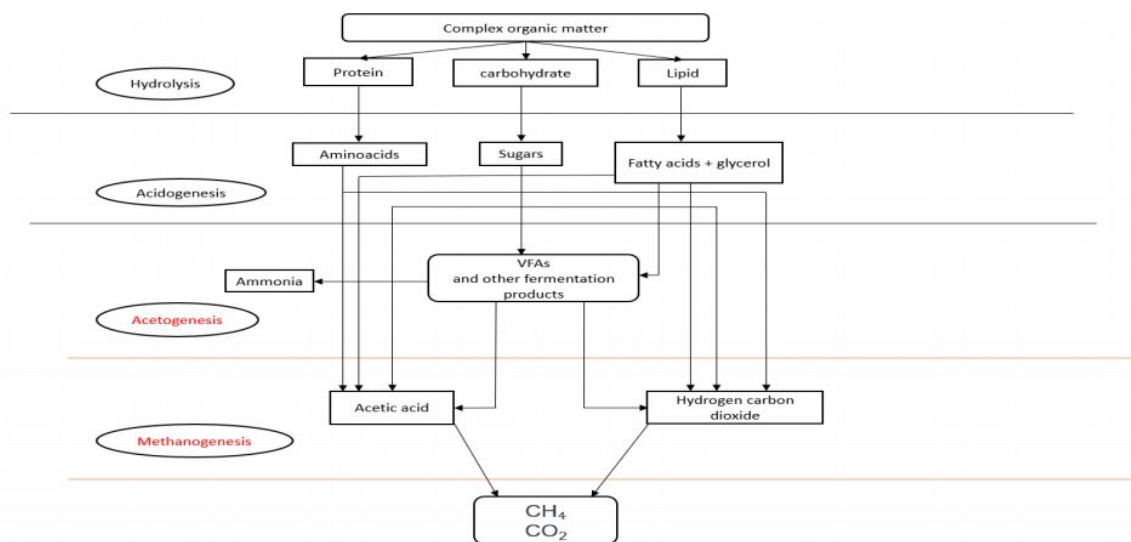 Complex organic matter
Hydrolysis
Protein
carbohydrate
Lipid
Aminoacids
Sugars
Fatty acids + glycerol
Acidogenesis
VFAs
and other fermentation
products
Ammonia
Acetogenesis
Acetic acid
Hydrogen carbon
dioxide
Methanogenesis
CH₄
CO₂